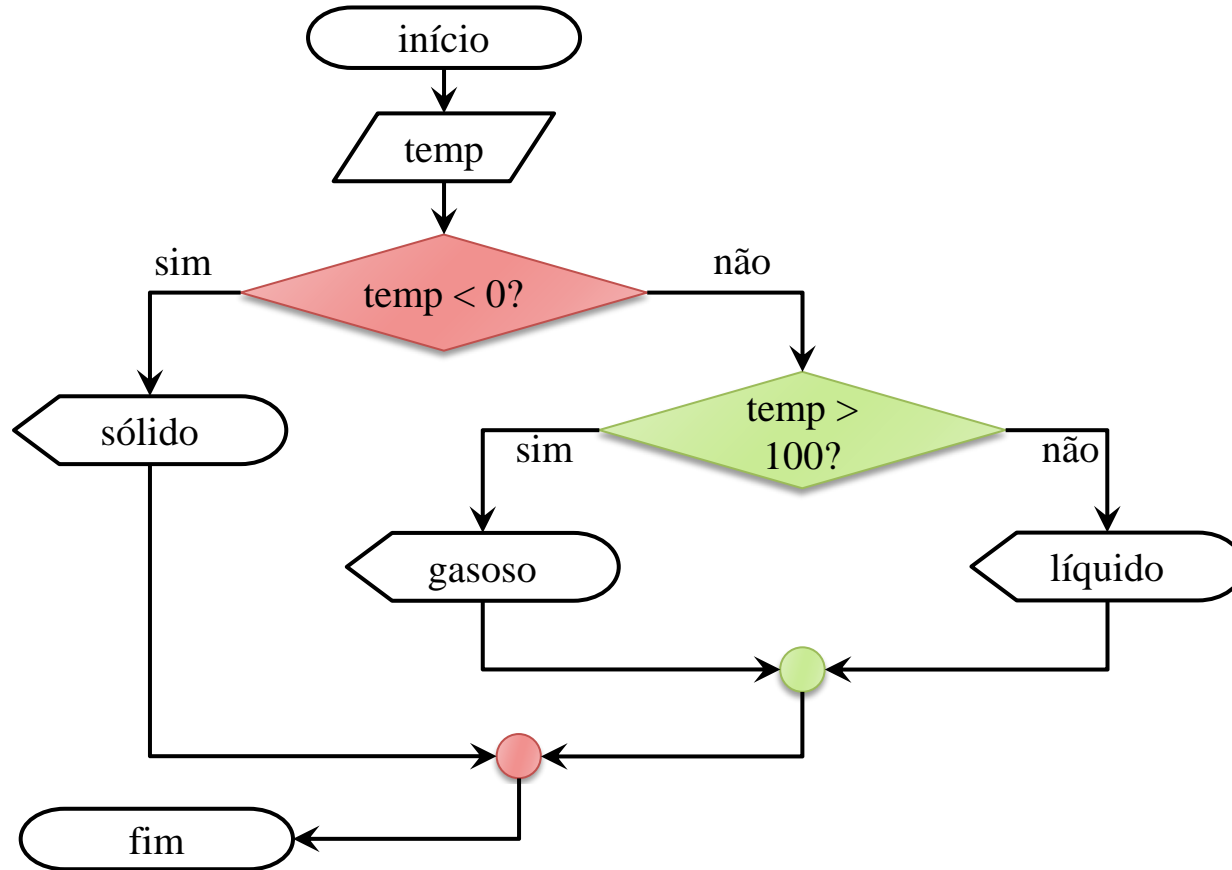 início
temp
sim
não
temp < 0?
sólido
temp >
100?
sim
não
gasoso
líquido
fim